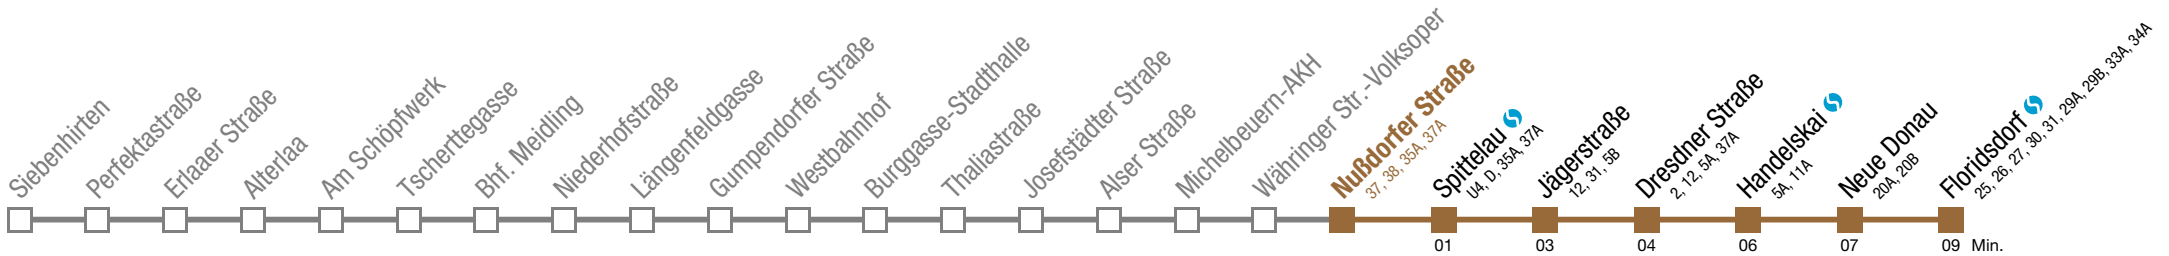 Siebenhirten
Perfektastraße
Erlaaer Straße
Alterlaa
Am Schöpfwerk
Tscherttegasse
Bhf. Meidling
Niederhofstraße
Längenfeldgasse
Gumpendorfer Straße
Westbahnhof
Burggasse-Stadthalle
Thaliastraße
Josefstädter Straße
Alser Straße
Michelbeuern-AKH
Währinger Str.-Volksoper
Nußdorfer Straße
37, 38, 35A, 37A
Spittelau
U4, D, 35A, 37A
Jägerstraße
12, 31, 5B
Dresdner Straße
2, 12, 5A, 37A
Handelskai
5A, 11A
Neue Donau
20A, 20B
Floridsdorf
25, 26, 27, 30, 31, 29A, 29B, 33A, 34A
01 03 04 06 07 09 Min.